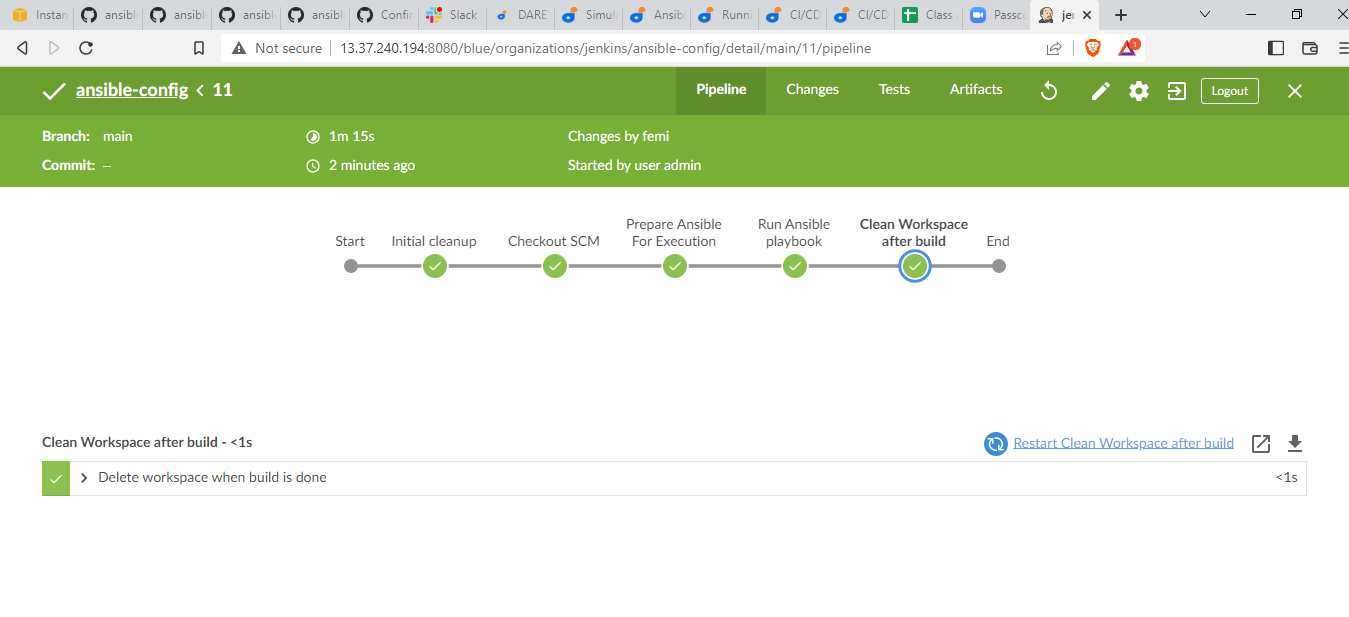 Instan
ansibl
ansibl
ansibl
ansibl
Confir
Slack
DARE
Simul
Ansibl
Runni
CI/CD
CI/CD
Class
Passco
jen
Not secure
13.37.240.194:8080/blue/organizations/jenkins/ansible-config/detail/main/11/pipeline
1
ansible-config < 11
Pipeline
Changes
Tests
Artifacts
Logout
Branch: main
1m 15s
Changes by femi
Commit: –
2 minutes ago
Started by user admin
Start
Initial cleanup
Checkout SCM
Prepare Ansible
For Execution
Run Ansible
playbook
Clean Workspace
after build
End
Clean Workspace after build - <1s
Restart Clean Workspace after build
Delete workspace when build is done
<1s